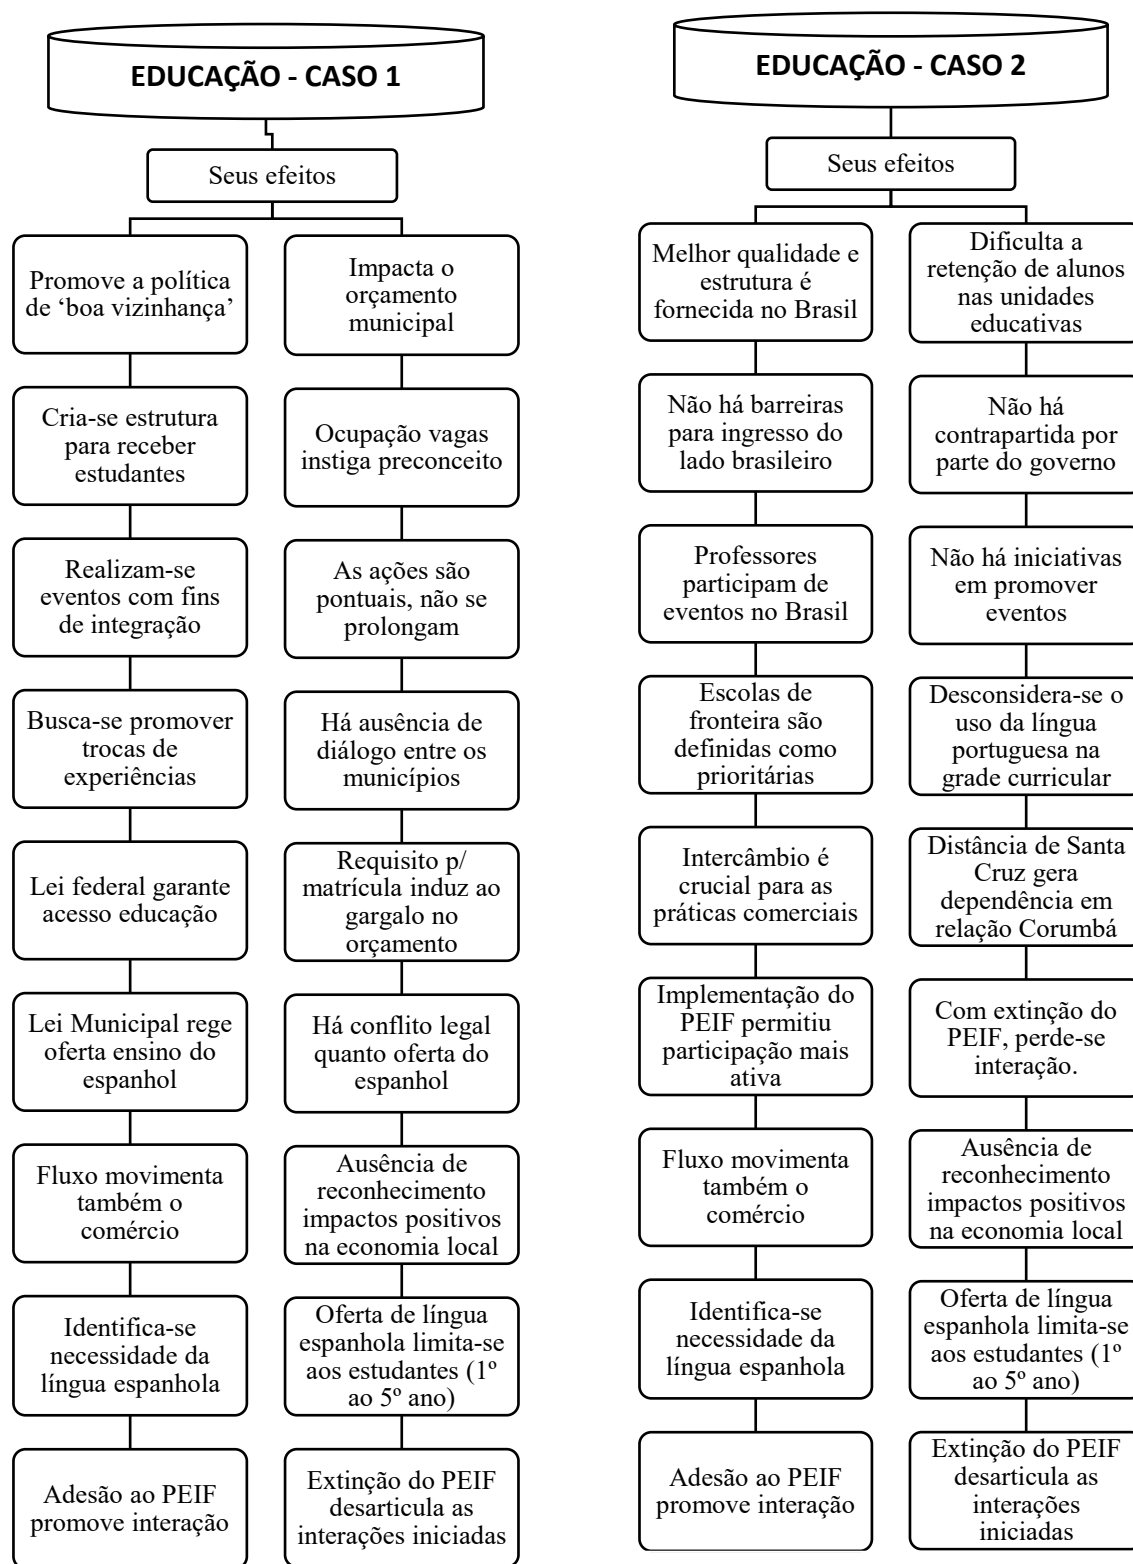 EDUCAÇÃO - CASO 1
Seus efeitos
Promove a política
de ‘boa vizinhança’
Cria-se estrutura
para receber
estudantes
Realizam-se
eventos com fins
de integração
Busca-se promover
trocas de
experiências
Lei federal garante
acesso educação
Lei Municipal rege
oferta ensino do
espanhol
Fluxo movimenta
também o
comércio
Identifica-se
necessidade da
língua espanhola
Adesão ao PEIF
promove interação
Impacta o
orçamento
municipal
Ocupação vagas
instiga preconceito
As ações são
pontuais, não se
prolongam
Há ausência de
diálogo entre os
municípios
Requisito p/
matrícula induz ao
gargalo no
orçamento
Há conflito legal
quanto oferta do
espanhol
Ausência de
reconhecimento
impactos positivos
na economia local
Oferta de língua
espanhola limita-se
aos estudantes (1º
ao 5º ano)
Extinção do PEIF
desarticula as
interações iniciadas
EDUCAÇÃO - CASO 2
Seus efeitos
Melhor qualidade e
estrutura é
fornecida no Brasil
Não há barreiras
para ingresso do
lado brasileiro
Professores
participam de
eventos no Brasil
Escolas de
fronteira são
definidas como
prioritárias
Intercâmbio é
crucial para as
práticas comerciais
Implementação do
PEIF permitiu
participação mais
ativa
Fluxo movimenta
também o
comércio
Identifica-se
necessidade da
língua espanhola
Adesão ao PEIF
promove interação
Dificulta a
retenção de alunos
nas unidades
educativas
Não há
contrapartida por
parte do governo
Não há iniciativas
em promover
eventos
Desconsidera-se o
uso da língua
portuguesa na
grade curricular
Distância de Santa
Cruz gera
dependência em
relação Corumbá
Com extinção do
PEIF, perde-se
interação.
Ausência de
reconhecimento
impactos positivos
na economia local
Oferta de língua
espanhola limita-se
aos estudantes (1º
ao 5º ano)
Extinção do PEIF
desarticula as
interações
iniciadas